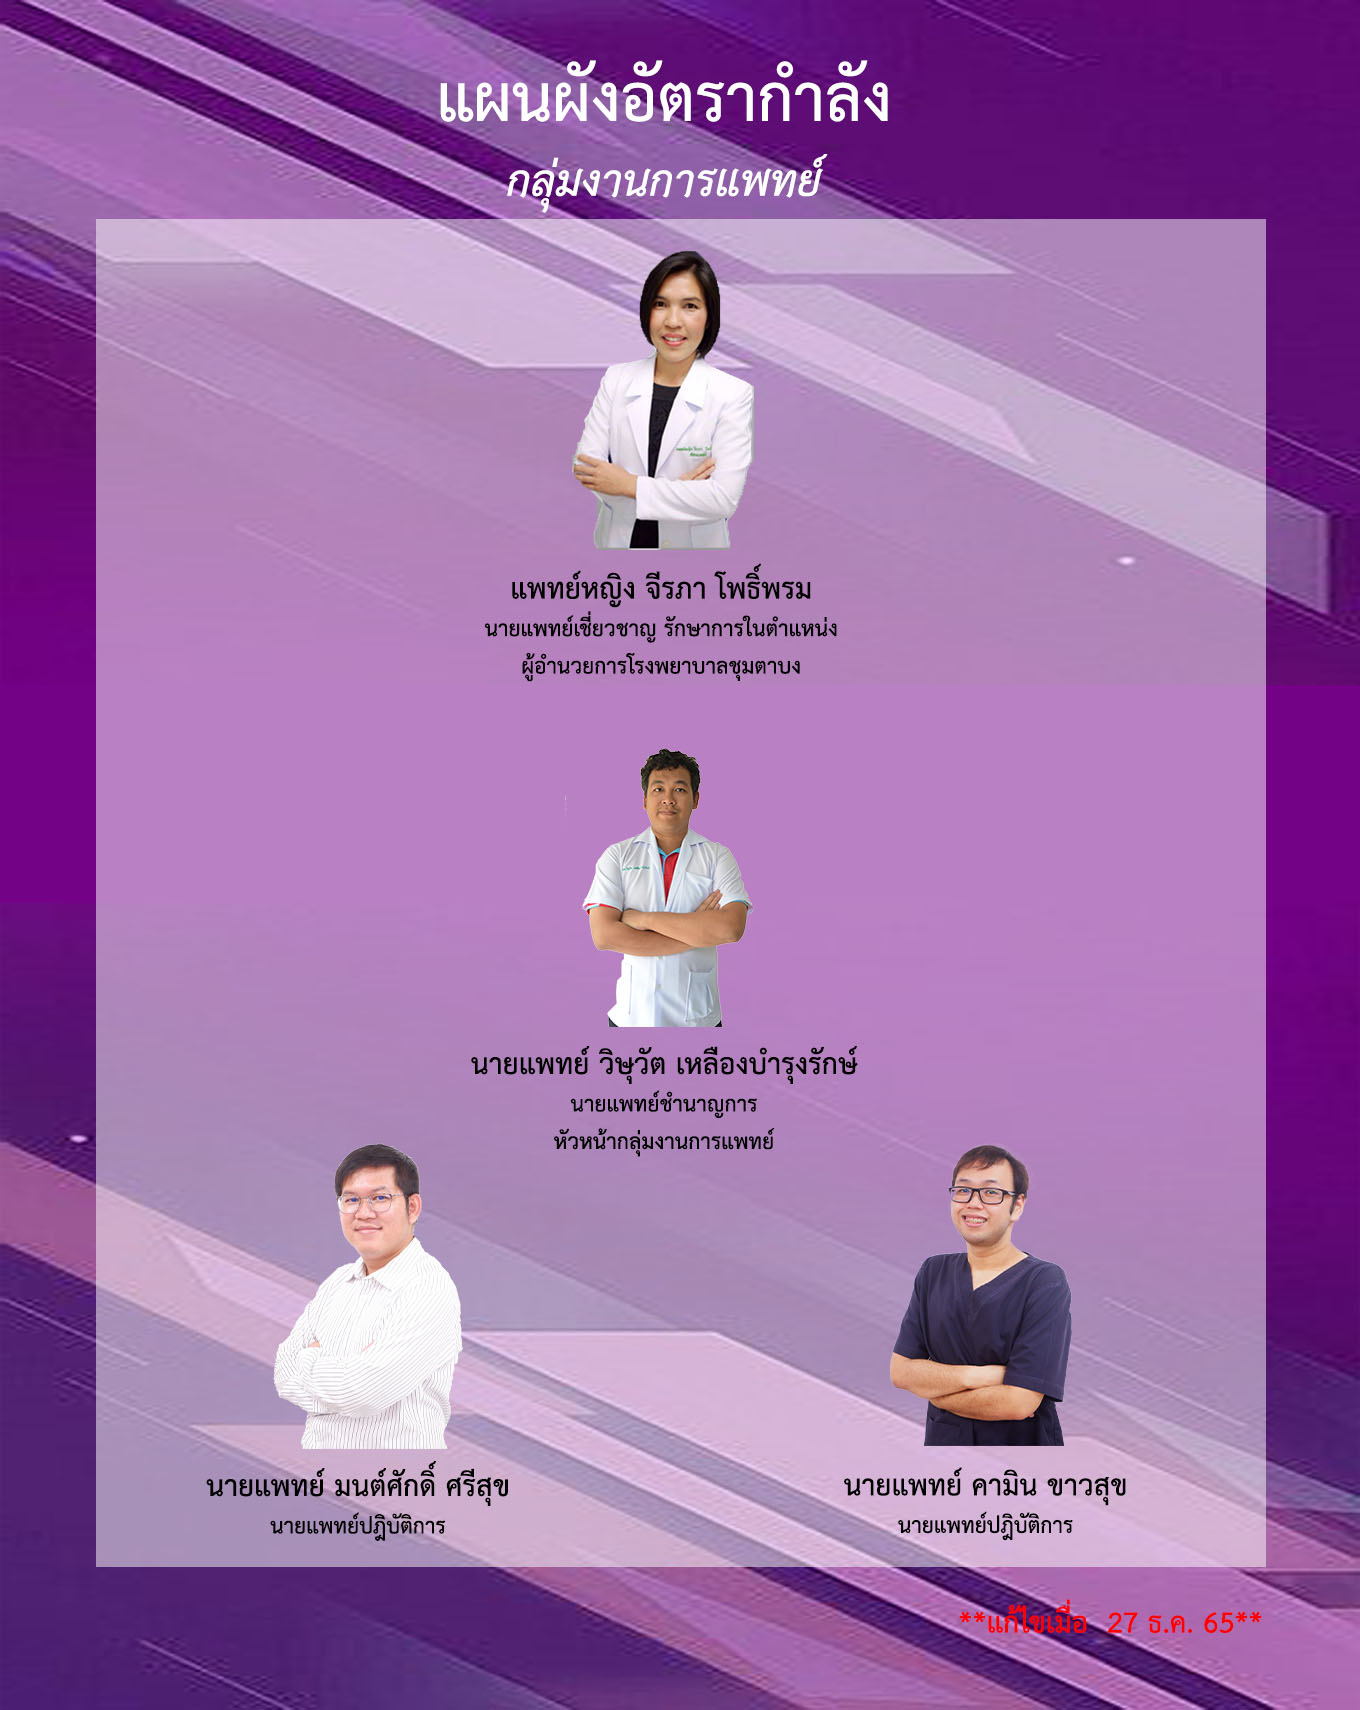 แผนผังอัตรากำลัง
กลุ่มงานการแพทย์
แพทย์หญิง จีรภา โพธิ์พรม
นายแพทย์เชี่ยวชาญ รักษาการในตำแหน่ง
ผู้อำนวยการโรงพยาบาลชุมตาบง
นายแพทย์ วิษุวัต เหลืองบำรุงรักษ์
นายแพทย์ชำนาญการ
หัวหน้ากลุ่มงานการแพทย์
นายแพทย์ มนต์ศักดิ์ ศรีสุข
นายแพทย์ปฎิบัติการ
นายแพทย์ คามิน ขาวสุข
นายแพทย์ปฎิบัติการ
**แก้ไขเมื่อ 27 ธ.ค. 65**